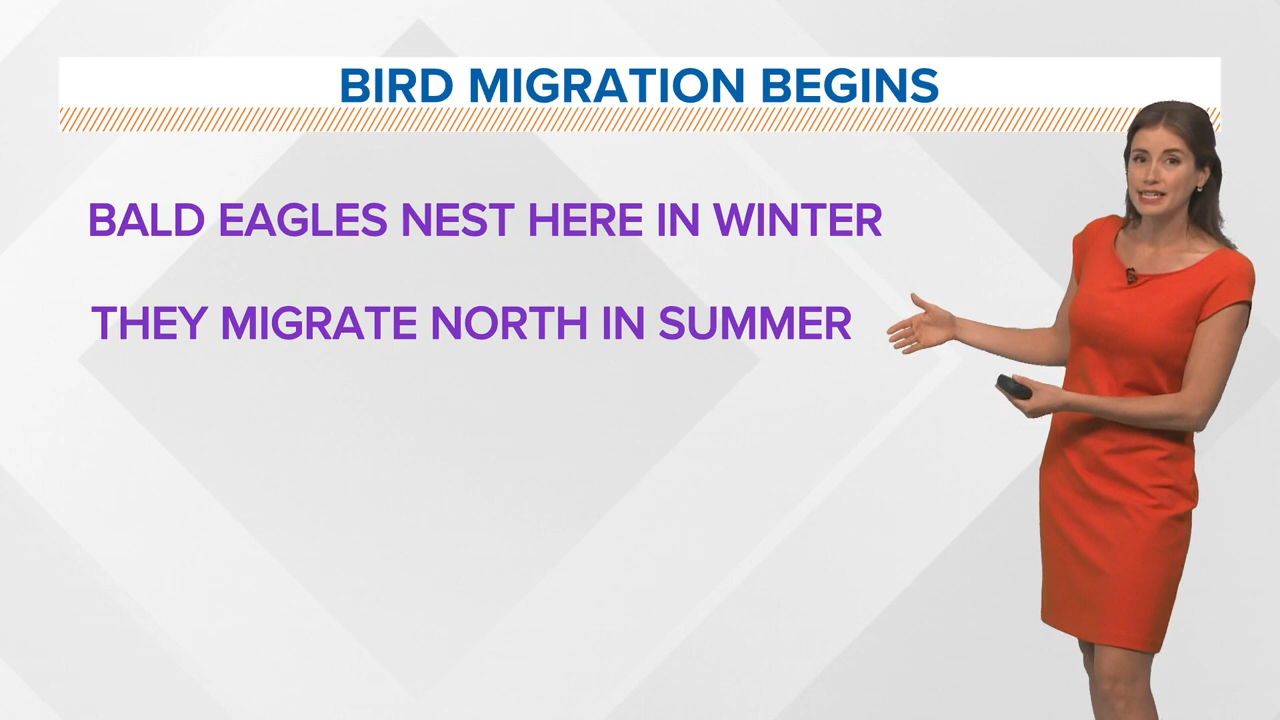 BIRD MIGRATION BEGINS
BALD EAGLES NEST HERE IN WINTER
THEY MIGRATE NORTH IN SUMMER